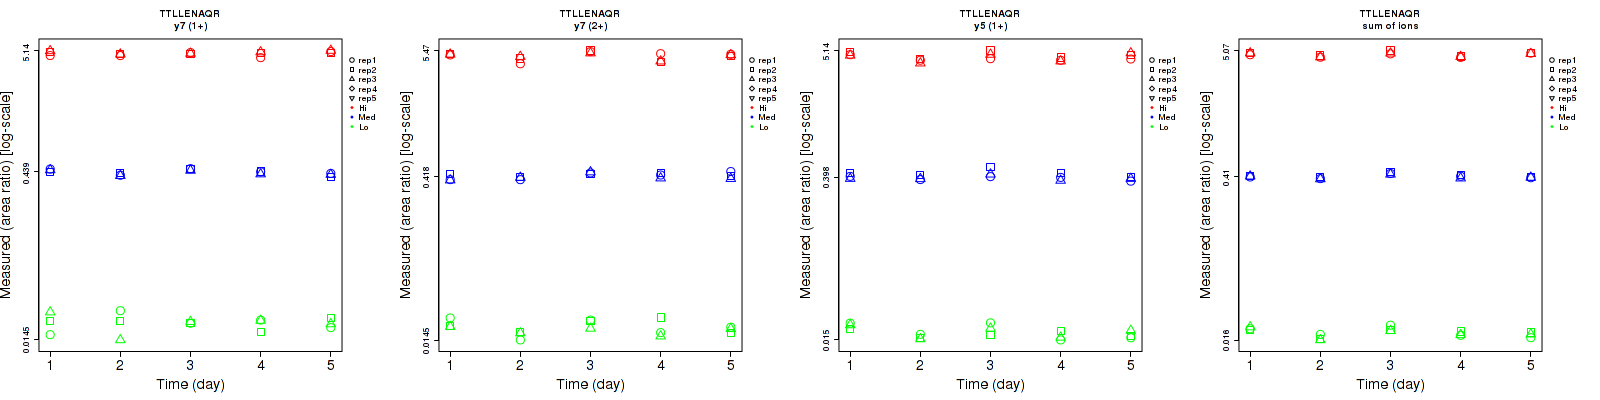 TTLLENAQR
y7 (1+)
Measured (area ratio) [log-scale]
5.14
0.439
0.0145
1 2 3 4 5
Time (day)
rep1
rep2
rep3
rep4
rep5
Hi
Med
Lo
TTLLENAQR
y7 (2+)
Measured (area ratio) [log-scale]
5.47
0.418
0.0145
1 2 3 4 5
Time (day)
rep1
rep2
rep3
rep4
rep5
Hi
Med
Lo
TTLLENAQR
y5 (1+)
Measured (area ratio) [log-scale]
5.14
0.398
0.015
1 2 3 4 5
Time (day)
rep1
rep2
rep3
rep4
rep5
Hi
Med
Lo
TTLLENAQR
sum of ions
Measured (area ratio) [log-scale]
5.07
0.41
0.016
1 2 3 4 5
Time (day)
rep1
rep2
rep3
rep4
rep5
Hi
Med
Lo